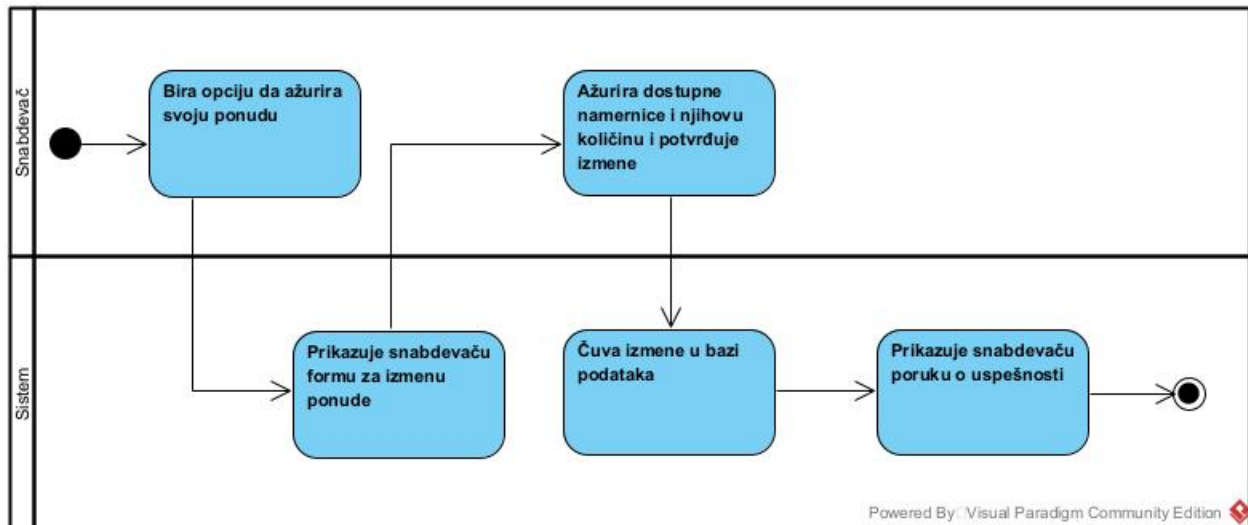 Snabdevač
Bira opciju da ažurira
svoju ponudu
Ažurira dostupne
namernice i njihovu
količinu i potvrđuje
izmene
Sistem
Prikazuje snabdevaču
formu za izmenu
ponude
Čuva izmene u bazi
podataka
Prikazuje snabdevaču
poruku o uspešnosti
Powered By Visual Paradigm Community Edition